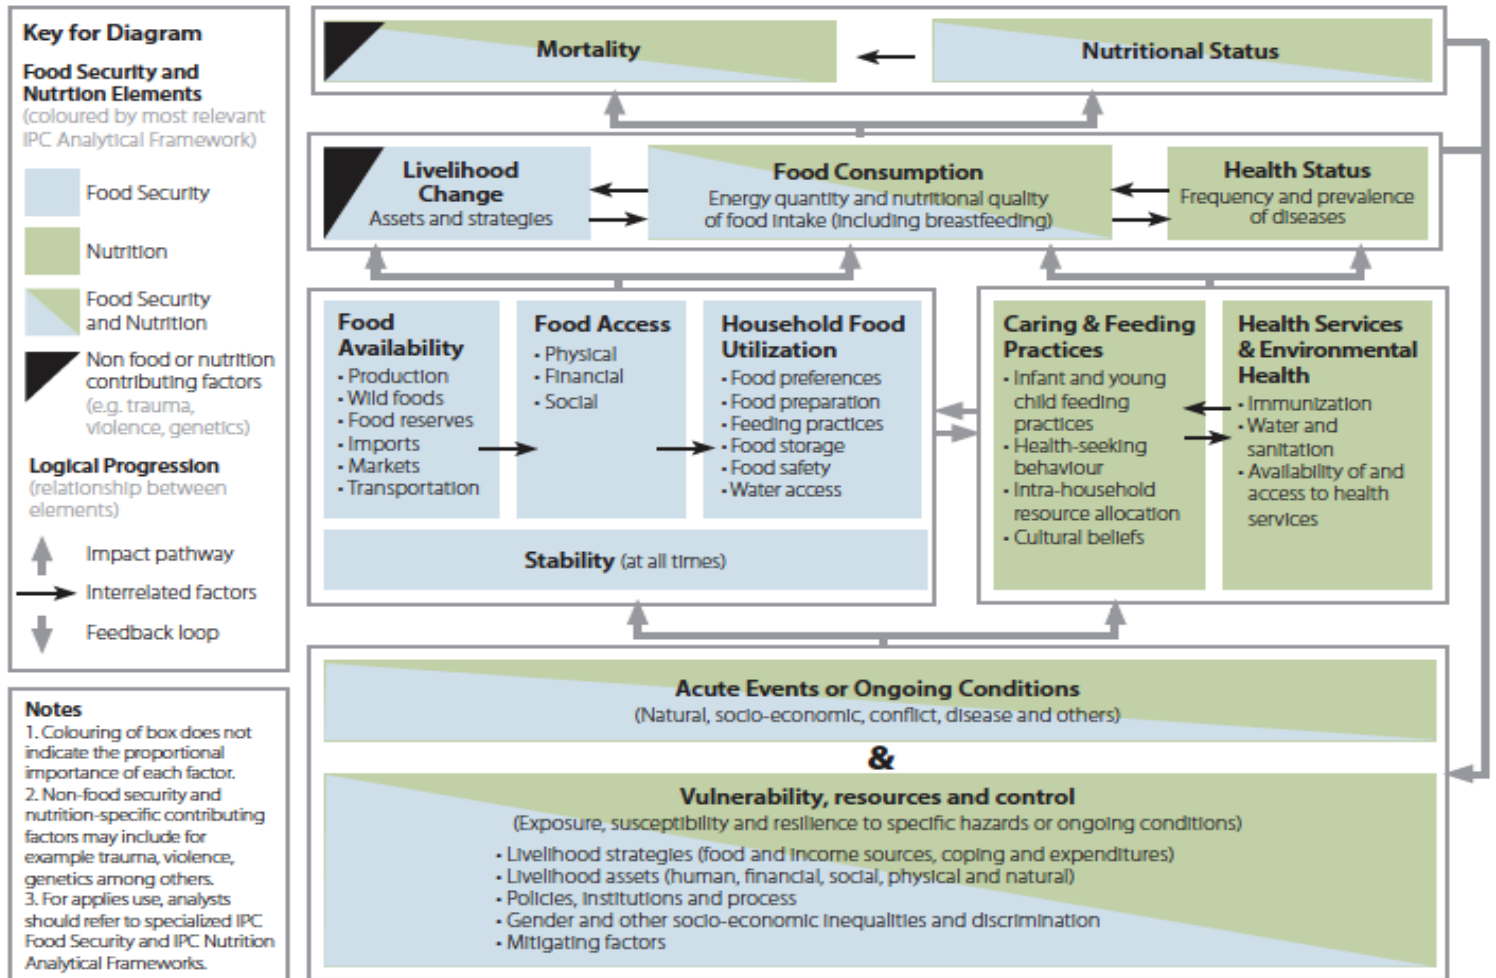 Key for Diagram
Food Security and
Nutrtion Elements
(coloured by most relevant
IPC Analytical Framework)
Food Security
Nutrition
Food Security
and Nutrition
Non food or nutrition
contributing factors
(e.g. trauma,
violence, genetics)
Logical Progression
(relationship between
elements)
Impact pathway
Interrelated factors
Feedback loop
Notes
1. Colouring of box does not
indicate the proportional
importance of each factor.
2. Non-food security and
nutrition-specific contributing
factors may include for
example trauma, violence,
genetics among others.
3. For applies use, analysts
should refer to specialized IPC
Food Security and IPC Nutrition
Analytical Frameworks.
Mortality
Nutritional Status
Livelihood
Change
Assets and strategies
Food Consumption
Energy quantity and nutritional quality
of food intake (including breastfeeding)
Health Status
Frequency and prevalence
of diseases
Food
Availability
• Production
• Wild foods
• Food reserves
• Imports
• Markets
• Transportation
Food Access
• Physical
• Financial
• Social
Household Food
Utilization
• Food preferences
• Food preparation
• Feeding practices
• Food storage
• Food safety
• Water access
Stability (at all times)
Caring & Feeding
Practices
• Infant and young
child feeding
practices
• Health-seeking
behaviour
• Intra-household
resource allocation
• Cultural beliefs
Health Services
& Environmental
Health
• Immunization
• Water and
sanitation
• Availability of and
access to health
services
Acute Events or Ongoing Conditions
(Natural, socio-economic, conflict, disease and others)
&
Vulnerability, resources and control
(Exposure, susceptibility and resilience to specific hazards or ongoing conditions)
• Livelihood strategies (food and income sources, coping and expenditures)
• Livelihood assets (human, financial, social, physical and natural)
• Policies, institutions and process
• Gender and other socio-economic inequalities and discrimination
• Mitigating factors